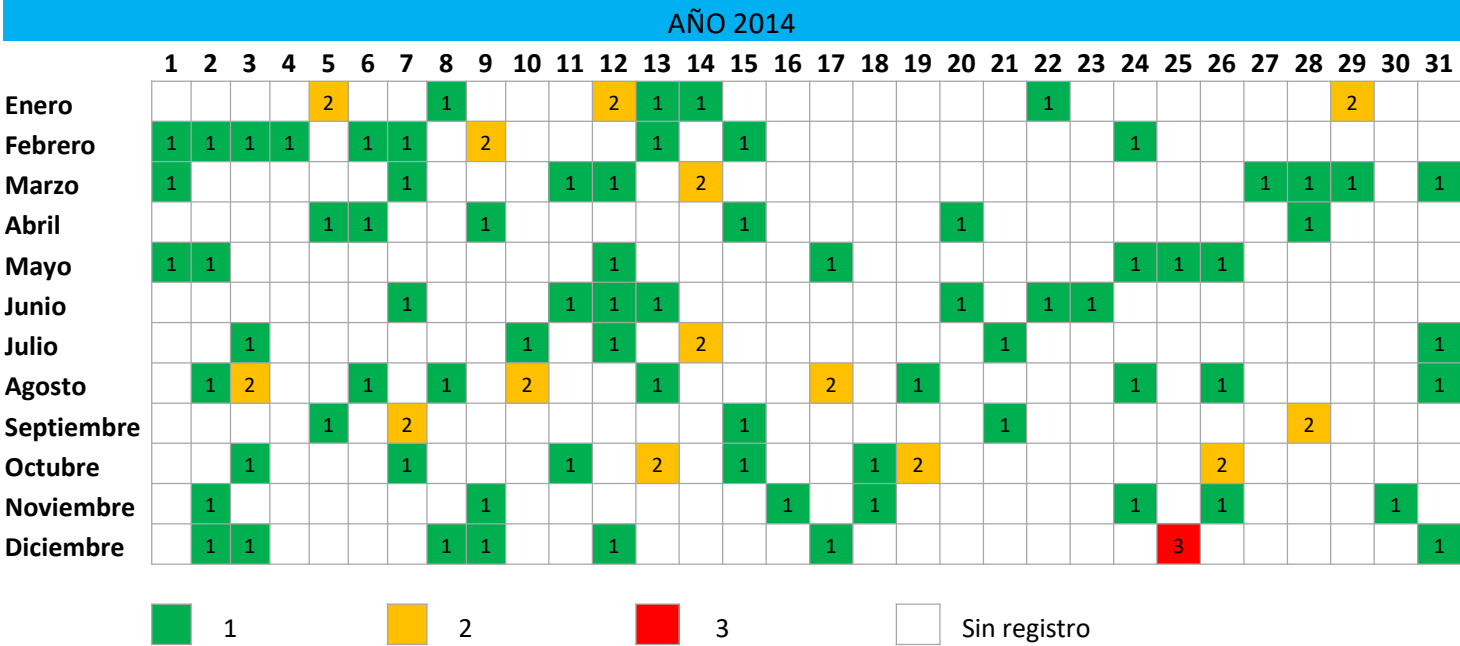 AÑO 2014
1 2 3 4 5 6 7 8 9 10 11 12 13 14 15 16 17 18 19 20 21 22 23 24 25 26 27 28 29 30 31
Enero 2 1 2 1 1 1 2
Febrero 1 1 1 1 1 1 2 1 1 1
Marzo 1 1 1 1 2 1 1 1 1
Abril 1 1 1 1 1 1
Mayo 1 1 1 1 1 1 1
Junio 1 1 1 1 1 1 1
Julio 1 1 1 2 1 1
Agosto 1 2 1 1 2 1 2 1 1 1 1
Septiembre 1 2 1 1 2
Octubre 1 1 1 2 1 1 2 2
Noviembre 1 1 1 1 1 1 1
Diciembre 1 1 1 1 1 1 3 1
1 2 3 Sin registro